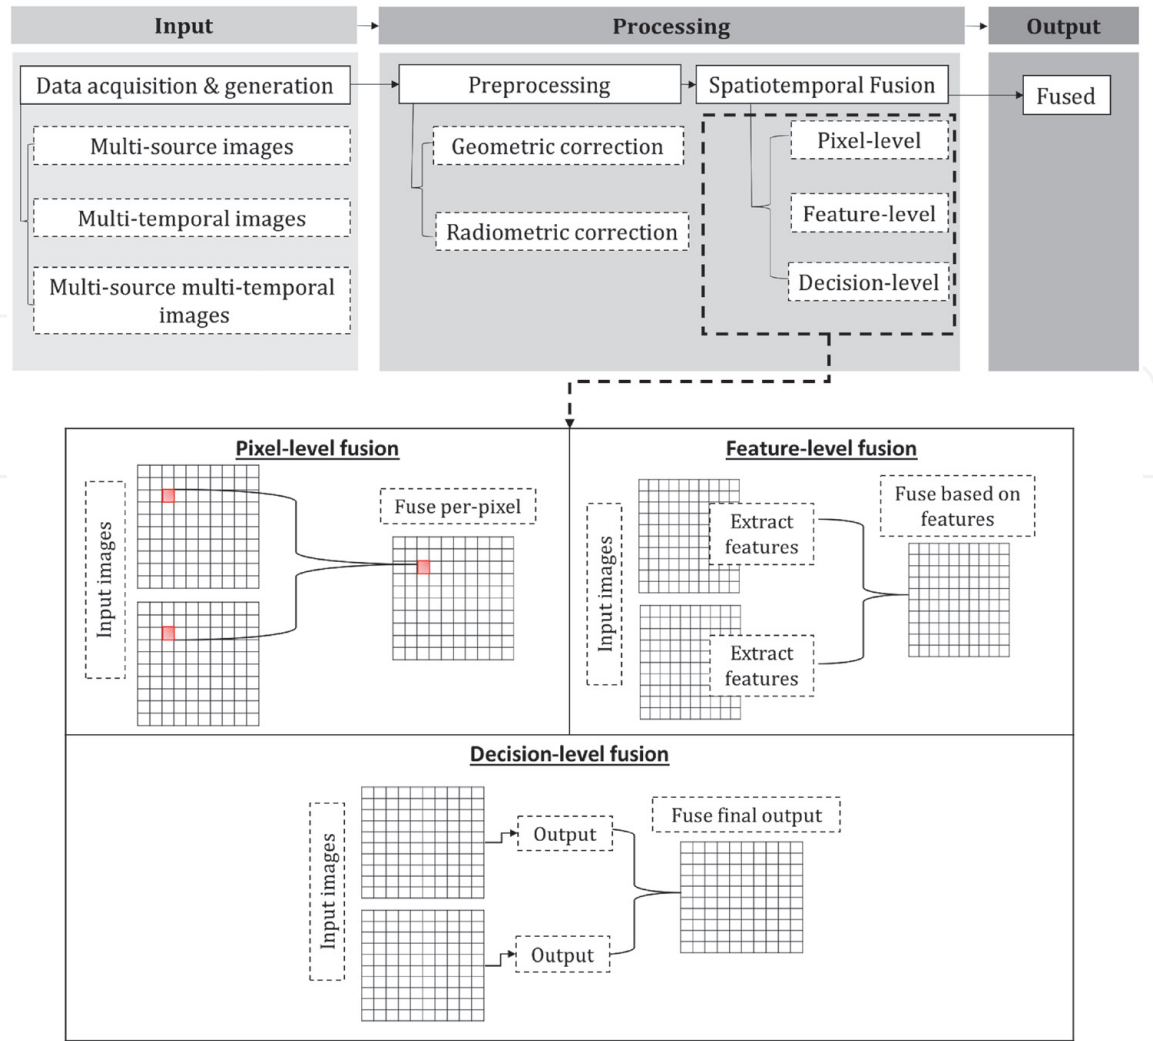 Input
Processing
Output
Data acquisition & generation
Preprocessing
Spatiotemporal Fusion
Fused
Multi-source images
Multi-temporal images
Multi-source multi-temporal
images
Geometric correction
Radiometric correction
Pixel-level
Feature-level
Decision-level
Pixel-level fusion
Input images
Fuse per-pixel
Feature-level fusion
Input images
Extract
features
Extract
features
Fuse based on
features
Decision-level fusion
Input images
Output
Output
Fuse final output